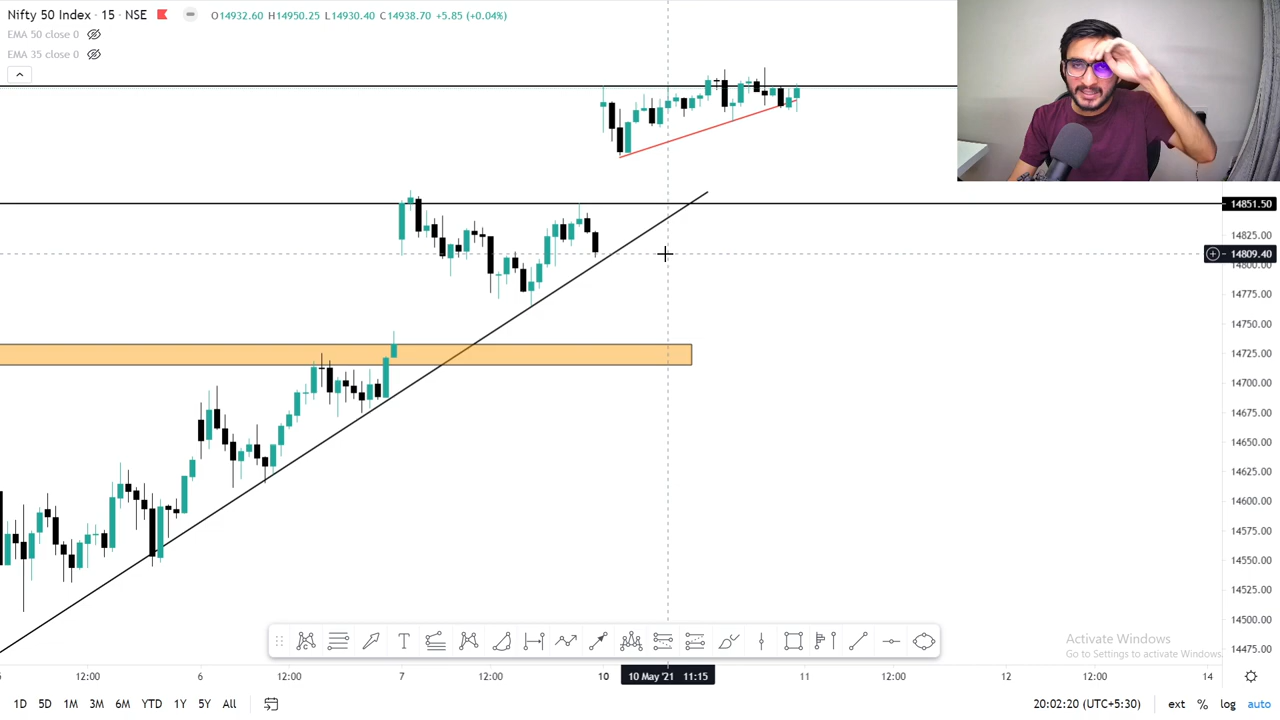 Nifty 50 Index · 15 · NSE O14932.60 H14950.25 L14930.40 C14938.70 +5.85 (+0.04%)
EMA 50 close 0
EMA 35 close 0
14851.50
14825.00
14809.40
14800.00
14775.00
14750.00
14725.00
14700.00
14675.00
14650.00
14625.00
14600.00
14575.00
14550.00
14525.00
14500.00
14475.00
T
Activate Windows
Go to Settings to activate Windows.
12:00 6 12:00 7 12:00 10 10 May '21 11:15 11 12:00 12 12:00 14
1D 5D 1M 3M 6M YTD 1Y 5Y All 20:02:20 (UTC+5:30) ext % log auto